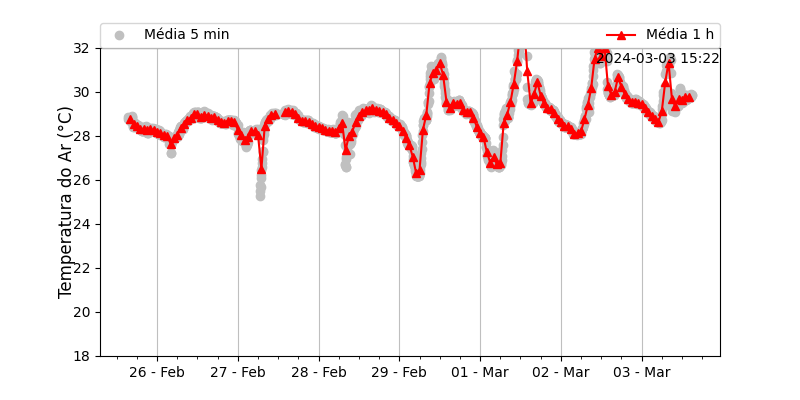 Média 5 min
Média 1 h
2024-03-03 15:22
Temperatura do Ar (°C)
32
30
28
26
24
22
20
18
26 - Feb
27 - Feb
28 - Feb
29 - Feb
01 - Mar
02 - Mar
03 - Mar